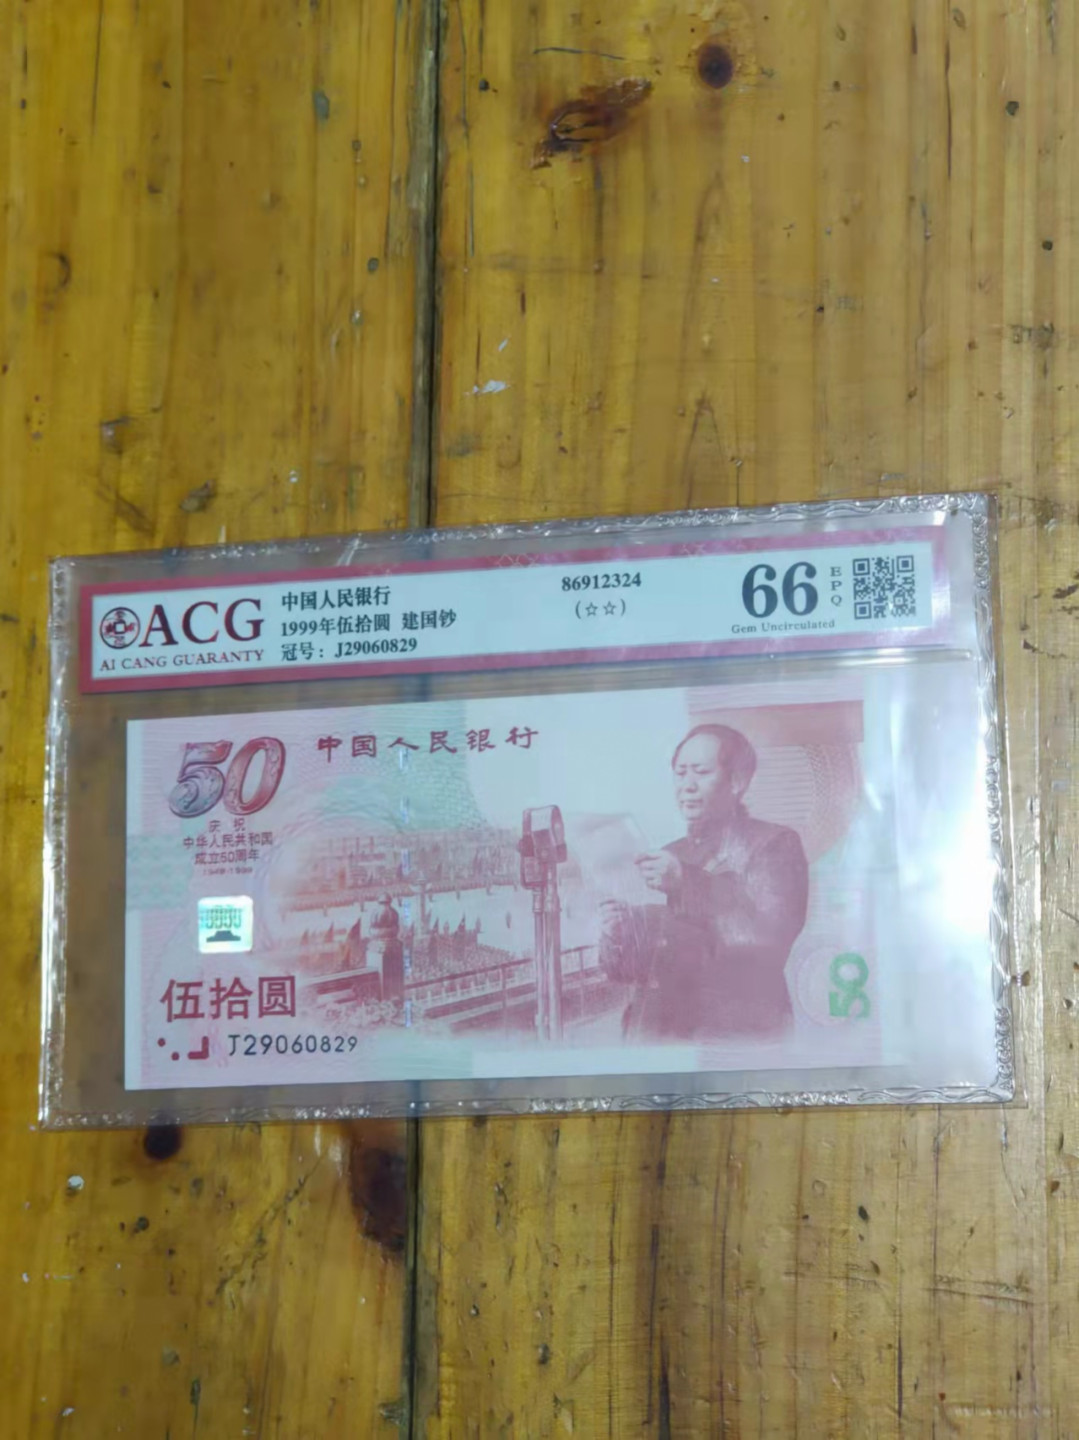 ACG
AI CANG GUARANTY
中国人民银行
1999年伍拾圆 建国钞
冠号：J29060829
86912324
(☆☆)
66
EPQ
Gem Uncirculated
50
中国人民银行
庆祝
中华人民共和国
成立50周年
1949-1999
伍拾圆
J29060829
50